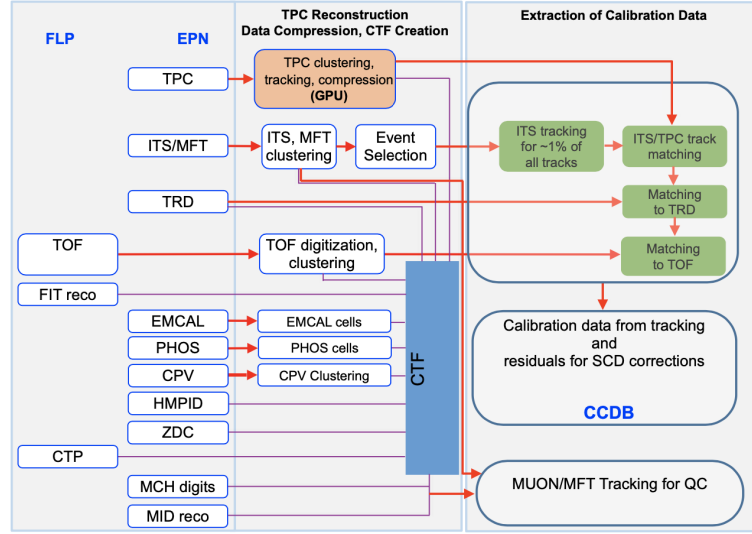 TPC Reconstruction
Data Compression, CTF Creation
Extraction of Calibration Data
FLP
EPN
TPC
TPC clustering,
tracking, compression
(GPU)
ITS/MFT
ITS, MFT
clustering
Event
Selection
ITS tracking
for ~1% of
all tracks
ITS/TPC track
matching
TRD
Matching
to TRD
TOF
TOF digitization,
clustering
Matching
to TOF
FIT reco
EMCAL
EMCAL cells
PHOS
PHOS cells
CPV
CPV Clustering
HMPID
ZDC
CTP
MCH digits
MID reco
CTF
Calibration data from tracking
and
residuals for SCD corrections
CCDB
MUON/MFT Tracking for QC